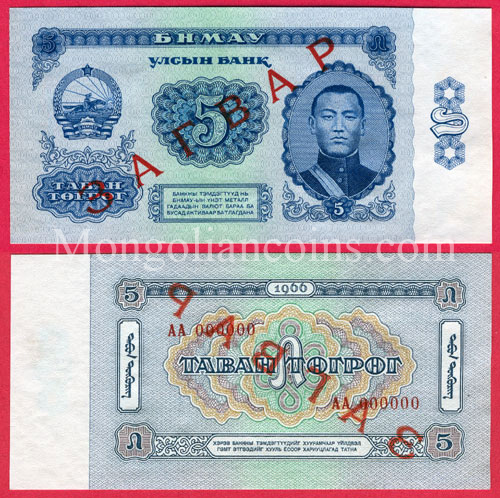 5 БНМАУ
УЛСЫН БАНК
5
ЗАГВАР
ТАВАН
ТӨГРӨГ
БАНКНЫ ТЭМДЭГТҮҮД НЬ
БНМАУ-ЫН ҮНЭТ МЕТАЛЛ
ГАДААДЫН ВАЛЮТ БАРАА БА
БУСАД АКТИВААР БАТЛАГДАНА
5
Mongoliancoins.com
5 1966
АА 000000
ТАВАН ТӨГРӨГ
АА 000000
ЗАГВАР
5
ХЭРЭВ БАНКНЫ ТЭМДЭГТҮҮДИЙГ ХУУРАМЧААР ҮЙЛДВЭЛ
ГЭМТ ЭТГЭЭДИЙГ ХУУЛЬ ЁСООР ХАРИУЦЛАГАД ТАТНА